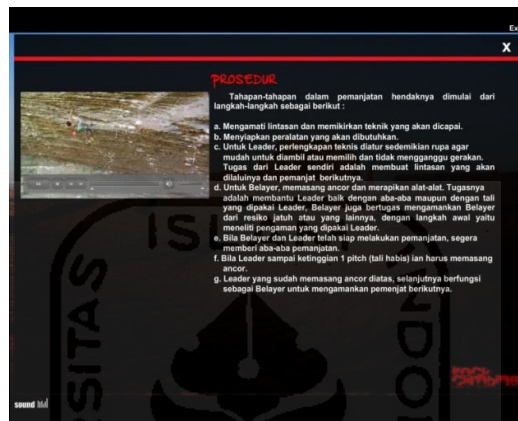 Ex
X
PROSEDUR
Tahapan-tahapan dalam pemanjatan hendaknya dimulai dari
langkah-langkah sebagai berikut :
a. Mengamati lintasan dan memikirkan teknik yang akan dicapai.
b. Menyiapkan peralatan yang akan dibutuhkan.
c. Untuk Leader, perlengkapan teknis diatur sedemikian rupa agar
mudah untuk diambil atau memilih dan tidak mengganggu gerakan.
Tugas dari Leader sendiri adalah membuat lintasan yang akan
dilaluinya dan pemanjat berikutnya.
d. Untuk Belayer, memasang ancor dan merapikan alat-alat. Tugasnya
adalah membantu Leader baik dengan aba-aba maupun dengan tali
yang dipakai Leader, Belayer juga bertugas mengamankan Belayer
dari resiko jatuh atau yang lainnya, dengan langkah awal yaitu
meneliti pengaman yang dipakai Leader.
e. Bila Belayer dan Leader telah siap melakukan pemanjatan, segera
memberi aba-aba pemanjatan.
f. Bila Leader sampai ketinggian 1 pitch (tali habis) ian harus memasang
ancor.
g. Leader yang sudah memasang ancor diatas, selanjutnya berfungsi
sebagai Belayer untuk mengamankan pemenjat berikutnya.
ISL
SITAS
NDO
sound